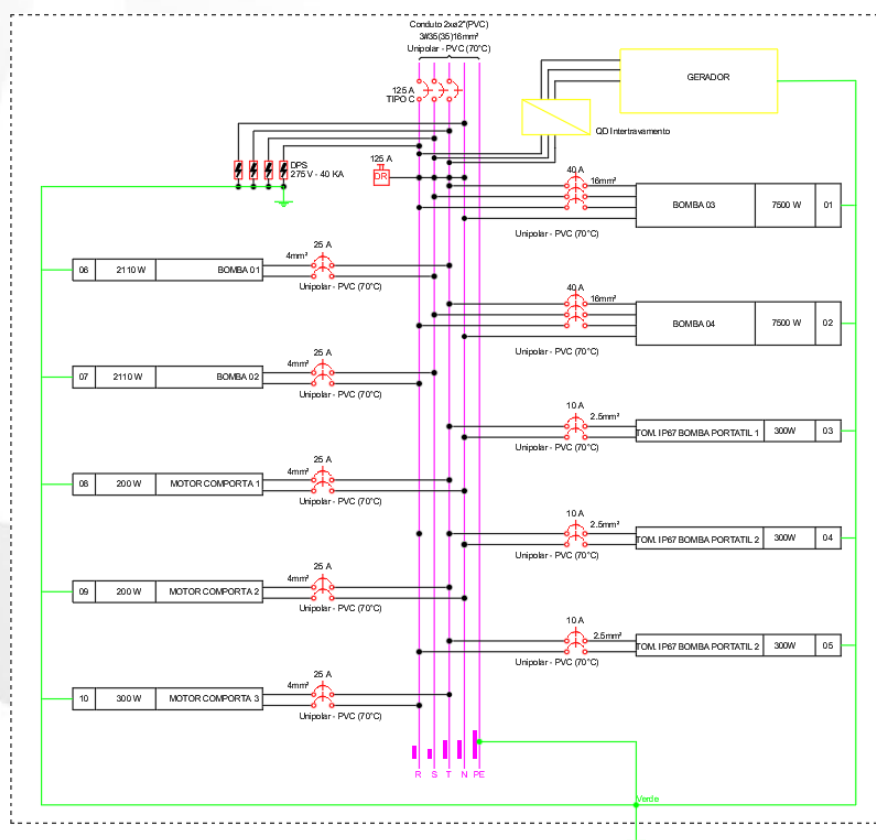 Conduto 2xø2"(PVC)
3#35(35)16mm²
Unipolar - PVC (70°C)
125 A
TIPO C
GERADOR
QD Intertravamento
DPS
275 V - 40 KA
125 A
DR
40 A
16mm²
BOMBA 03 7500 W 01
Unipolar - PVC (70°C)
25 A
4mm²
06 2110 W BOMBA 01
Unipolar - PVC (70°C)
40 A
16mm²
BOMBA 04 7500 W 02
Unipolar - PVC (70°C)
25 A
4mm²
07 2110 W BOMBA 02
Unipolar - PVC (70°C)
10 A
2.5mm²
TOM. IP67 BOMBA PORTATIL 1 300W 03
Unipolar - PVC (70°C)
25 A
4mm²
08 200 W MOTOR COMPORTA 1
Unipolar - PVC (70°C)
10 A
2.5mm²
TOM. IP67 BOMBA PORTATIL 2 300W 04
Unipolar - PVC (70°C)
25 A
4mm²
09 200 W MOTOR COMPORTA 2
Unipolar - PVC (70°C)
10 A
2.5mm²
TOM. IP67 BOMBA PORTATIL 2 300W 05
Unipolar - PVC (70°C)
25 A
4mm²
10 300 W MOTOR COMPORTA 3
Unipolar - PVC (70°C)
R S T N PE
Verde